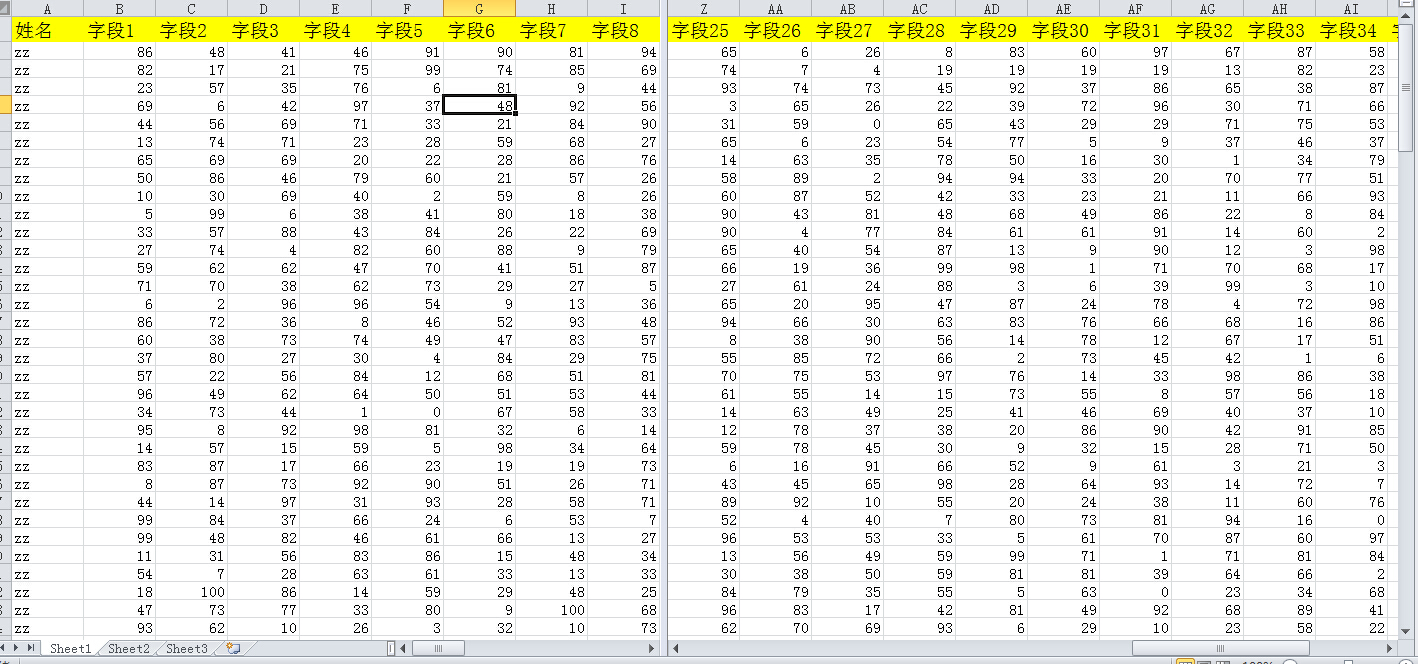 A B C D E F G H I Z AA AB AC AD AE AF AG AH AI
姓名 字段1 字段2 字段3 字段4 字段5 字段6 字段7 字段8 字段25 字段26 字段27 字段28 字段29 字段30 字段31 字段32 字段33 字段34
zz 86 48 41 46 91 90 81 94 65 6 26 8 83 60 97 67 87 58
zz 82 17 21 75 99 74 85 69 74 7 4 19 19 19 19 13 82 23
zz 23 57 35 76 6 81 9 44 93 74 73 45 92 37 86 65 38 87
zz 69 6 42 97 37 48 92 56 3 65 26 22 39 72 96 30 71 66
zz 44 56 69 71 33 21 84 90 31 59 0 65 43 29 29 71 75 53
zz 13 74 71 23 28 59 68 27 65 6 23 54 77 5 9 37 46 37
zz 65 69 69 20 22 28 86 76 14 63 35 78 50 16 30 1 34 79
zz 50 86 46 79 60 21 57 26 58 89 2 94 94 33 20 70 77 51
zz 10 30 69 40 2 59 8 26 60 87 52 42 33 23 21 11 66 93
zz 5 99 6 38 41 80 18 38 90 43 81 48 68 49 86 22 8 84
zz 33 57 88 43 84 26 22 69 90 4 77 84 61 61 91 14 60 2
zz 27 74 4 82 60 88 9 79 65 40 54 87 13 9 90 12 3 98
zz 59 62 62 47 70 41 51 87 66 19 36 99 98 1 71 70 68 17
zz 71 70 38 62 73 29 27 5 27 61 24 88 3 6 39 99 3 10
zz 6 2 96 96 54 9 13 36 65 20 95 47 87 24 78 4 72 98
zz 86 72 36 8 46 52 93 48 94 66 30 63 83 76 66 68 16 86
zz 60 38 73 74 49 47 83 57 8 38 90 56 14 78 12 67 17 51
zz 37 80 27 30 4 84 29 75 55 85 72 66 2 73 45 42 1 6
zz 57 22 56 84 12 68 51 81 70 75 53 97 76 14 33 98 86 38
zz 96 49 62 64 50 51 53 44 61 55 14 15 73 55 8 57 56 18
zz 34 73 44 1 0 67 58 33 14 63 49 25 41 46 69 40 37 10
zz 95 8 92 98 81 32 6 14 12 78 37 38 20 86 90 42 91 85
zz 14 57 15 59 5 98 34 64 59 78 45 30 9 32 15 28 71 50
zz 83 87 17 66 23 19 19 73 6 16 91 66 52 9 61 3 21 3
zz 8 87 73 92 90 51 26 71 43 45 65 98 28 64 93 14 72 7
zz 44 14 97 31 93 28 58 71 89 92 10 55 20 24 38 11 60 76
zz 99 84 37 66 24 6 53 7 52 4 40 7 80 73 81 94 16 0
zz 99 48 82 46 61 66 13 27 96 53 53 33 5 61 70 87 60 97
zz 11 31 56 83 86 15 48 34 13 56 49 59 99 71 1 71 81 84
zz 54 7 28 63 61 33 13 33 30 38 50 59 81 81 39 64 66 2
zz 18 100 86 14 59 29 48 25 84 79 35 55 5 63 0 23 34 68
zz 47 73 77 33 80 9 100 68 96 83 17 42 81 49 92 68 89 41
zz 93 62 10 26 3 32 10 73 62 70 69 93 6 29 10 23 58 22
Sheet1 Sheet2 Sheet3